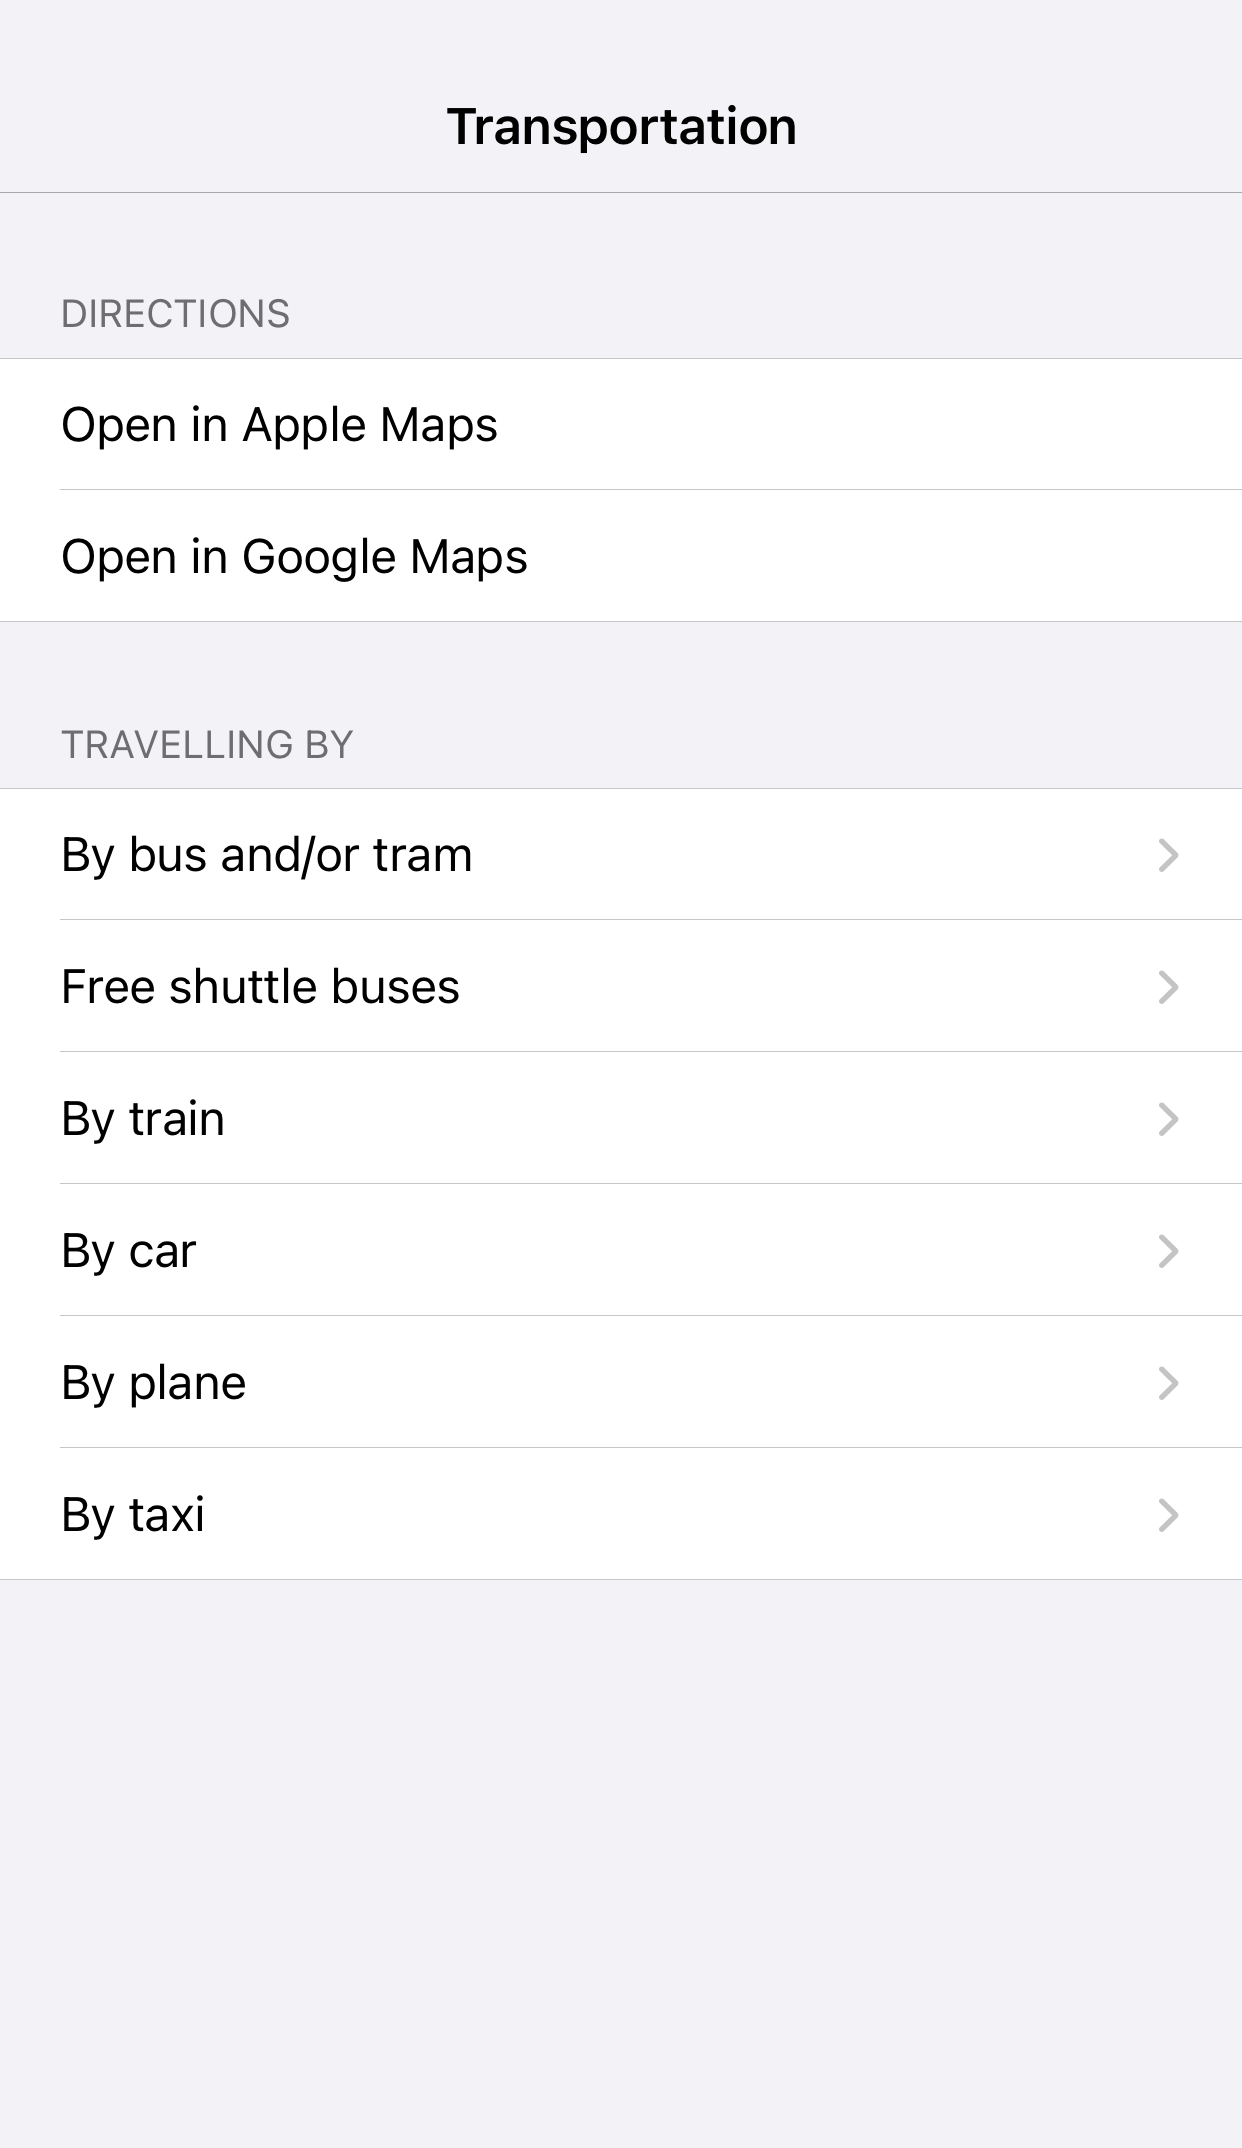 Transportation
DIRECTIONS
Open in Apple Maps
Open in Google Maps
TRAVELLING BY
By bus and/or tram
Free shuttle buses
By train
By car
By plane
By taxi